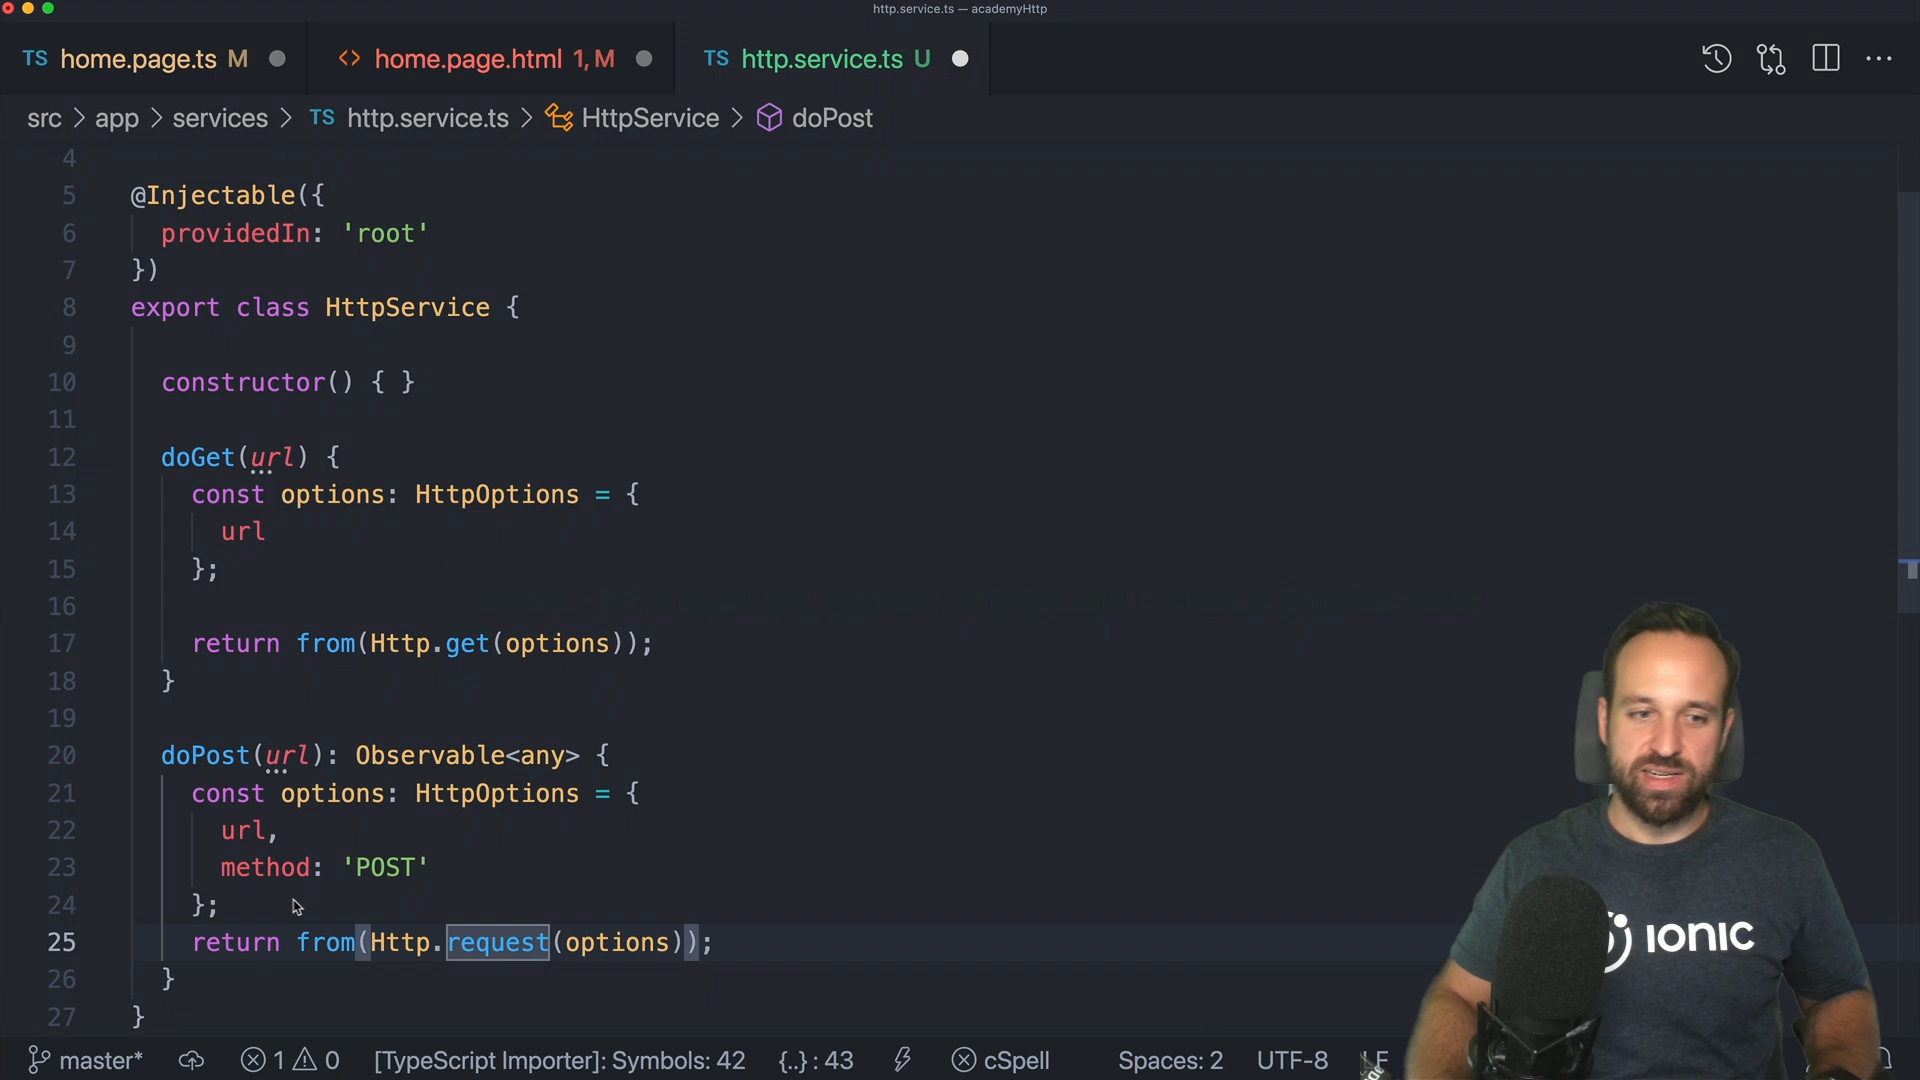 http.service.ts — academyHttp
TS home.page.ts M
<> home.page.html 1, M
TS http.service.ts U
src > app > services > TS http.service.ts > HttpService > doPost
4
5 @Injectable({
6 providedIn: 'root'
7 })
8 export class HttpService {
9
10 constructor() { }
11
12 doGet(url) {
13 const options: HttpOptions = {
14 url
15 };
16
17 return from(Http.get(options));
18 }
19
20 doPost(url): Observable<any> {
21 const options: HttpOptions = {
22 url,
23 method: 'POST'
24 };
25 return from(Http.request(options));
26 }
27 }
IONIC
master* 1 0 [TypeScript Importer]: Symbols: 42 {..} : 43 cSpell Spaces: 2 UTF-8 LF